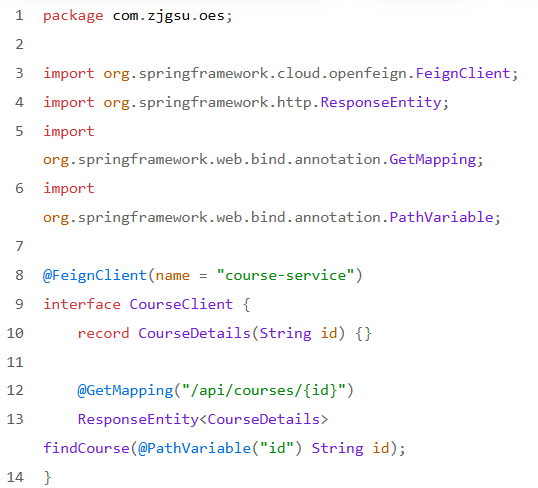 1 package com.zjgsu.oes;
2
3 import org.springframework.cloud.openfeign.FeignClient;
4 import org.springframework.http.ResponseEntity;
5 import
org.springframework.web.bind.annotation.GetMapping;
6 import
org.springframework.web.bind.annotation.PathVariable;
7
8 @FeignClient(name = "course-service")
9 interface CourseClient {
10     record CourseDetails(String id) {}
11
12     @GetMapping("/api/courses/{id}")
13     ResponseEntity<CourseDetails>
findCourse(@PathVariable("id") String id);
14 }